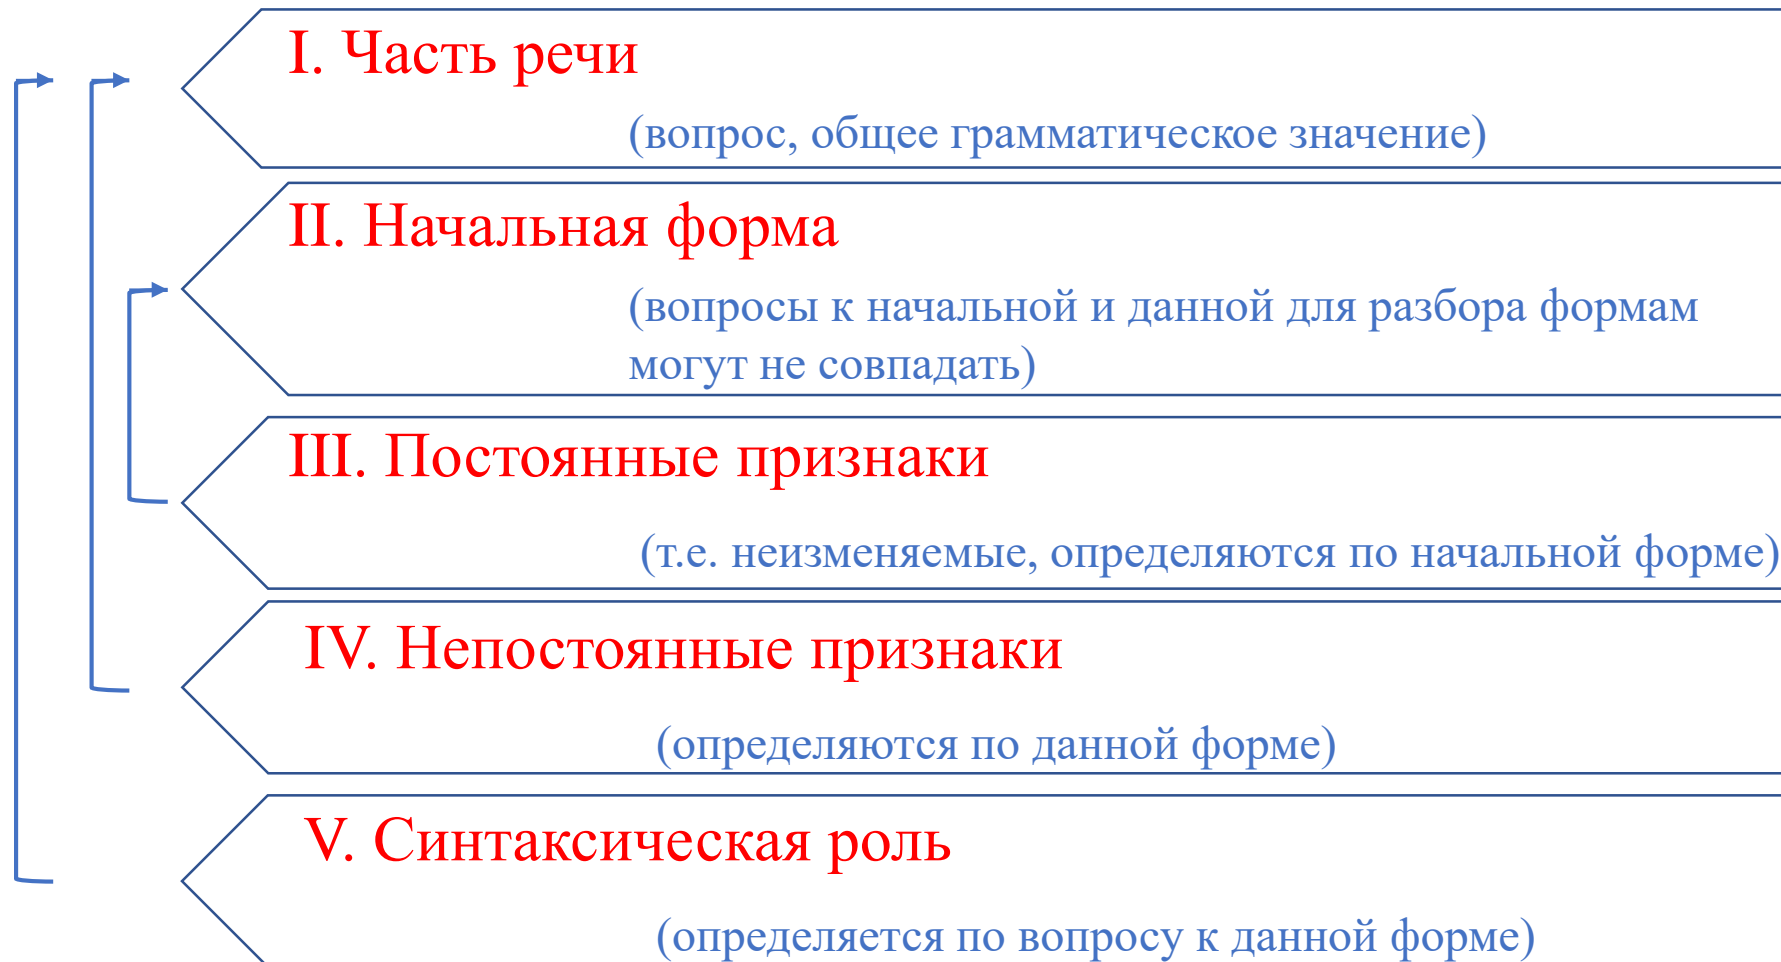 I. Часть речи
(вопрос, общее грамматическое значение)
II. Начальная форма
(вопросы к начальной и данной для разбора формам
могут не совпадать)
III. Постоянные признаки
(т.е. неизменяемые, определяются по начальной форме)
IV. Непостоянные признаки
(определяются по данной форме)
V. Синтаксическая роль
(определяется по вопросу к данной форме)